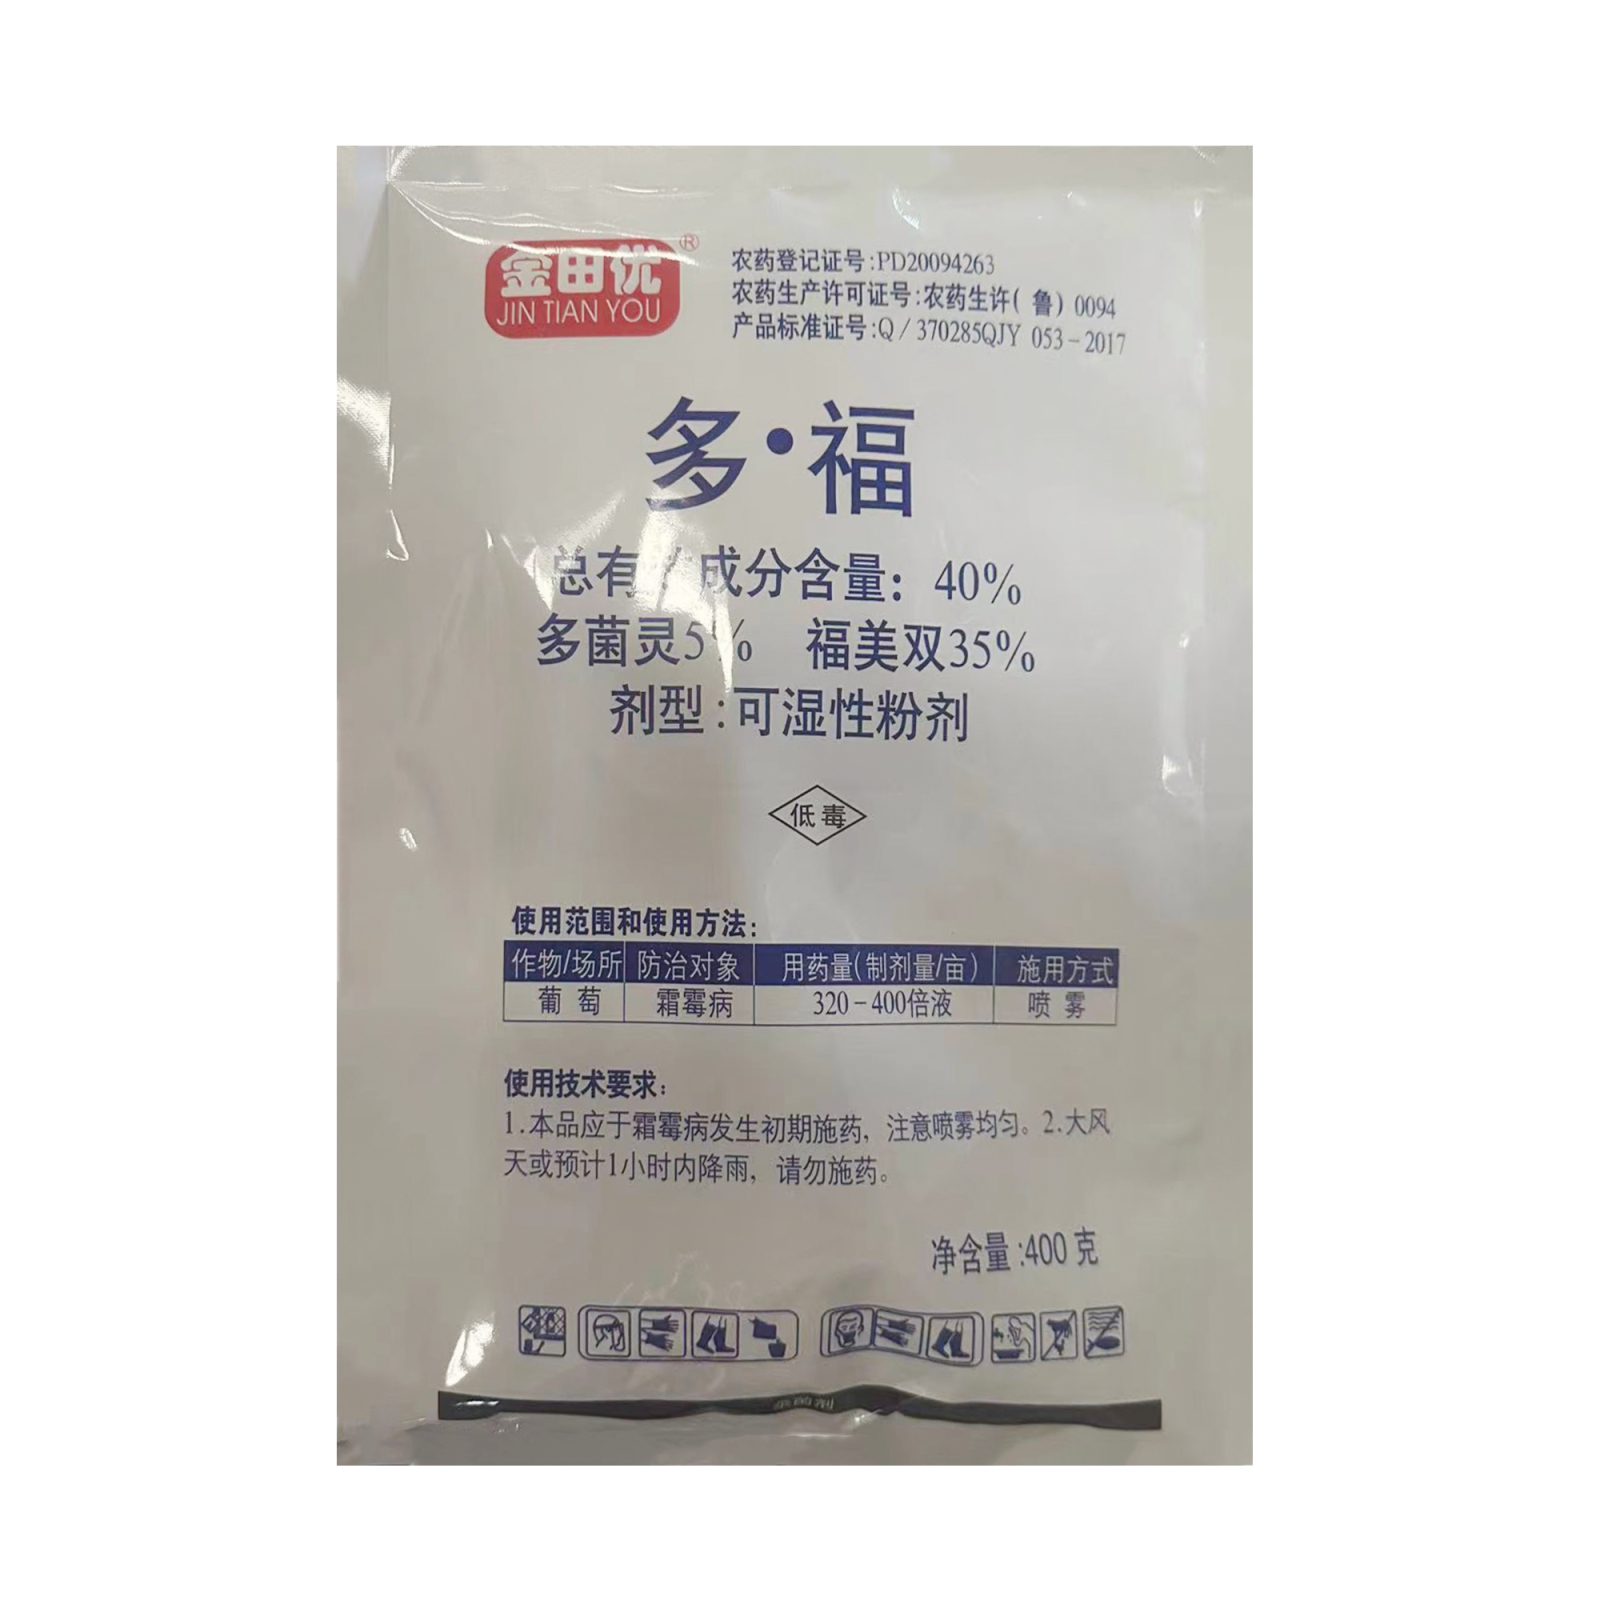 金田优®
JIN TIAN YOU
农药登记证号:PD20094263
农药生产许可证号:农药生许(鲁)0094
产品标准证号:Q/370285QJY 053-2017
多·福
总有 成分含量：40%
多菌灵5% 福美双35%
剂型:可湿性粉剂
低毒
使用范围和使用方法：
作物/场所 防治对象 用药量(制剂量/亩) 施用方式
葡萄 霜霉病 320-400倍液 喷雾
使用技术要求：
1.本品应于霜霉病发生初期施药，注意喷雾均匀。2.大风
天或预计1小时内降雨，请勿施药。
净含量:400克